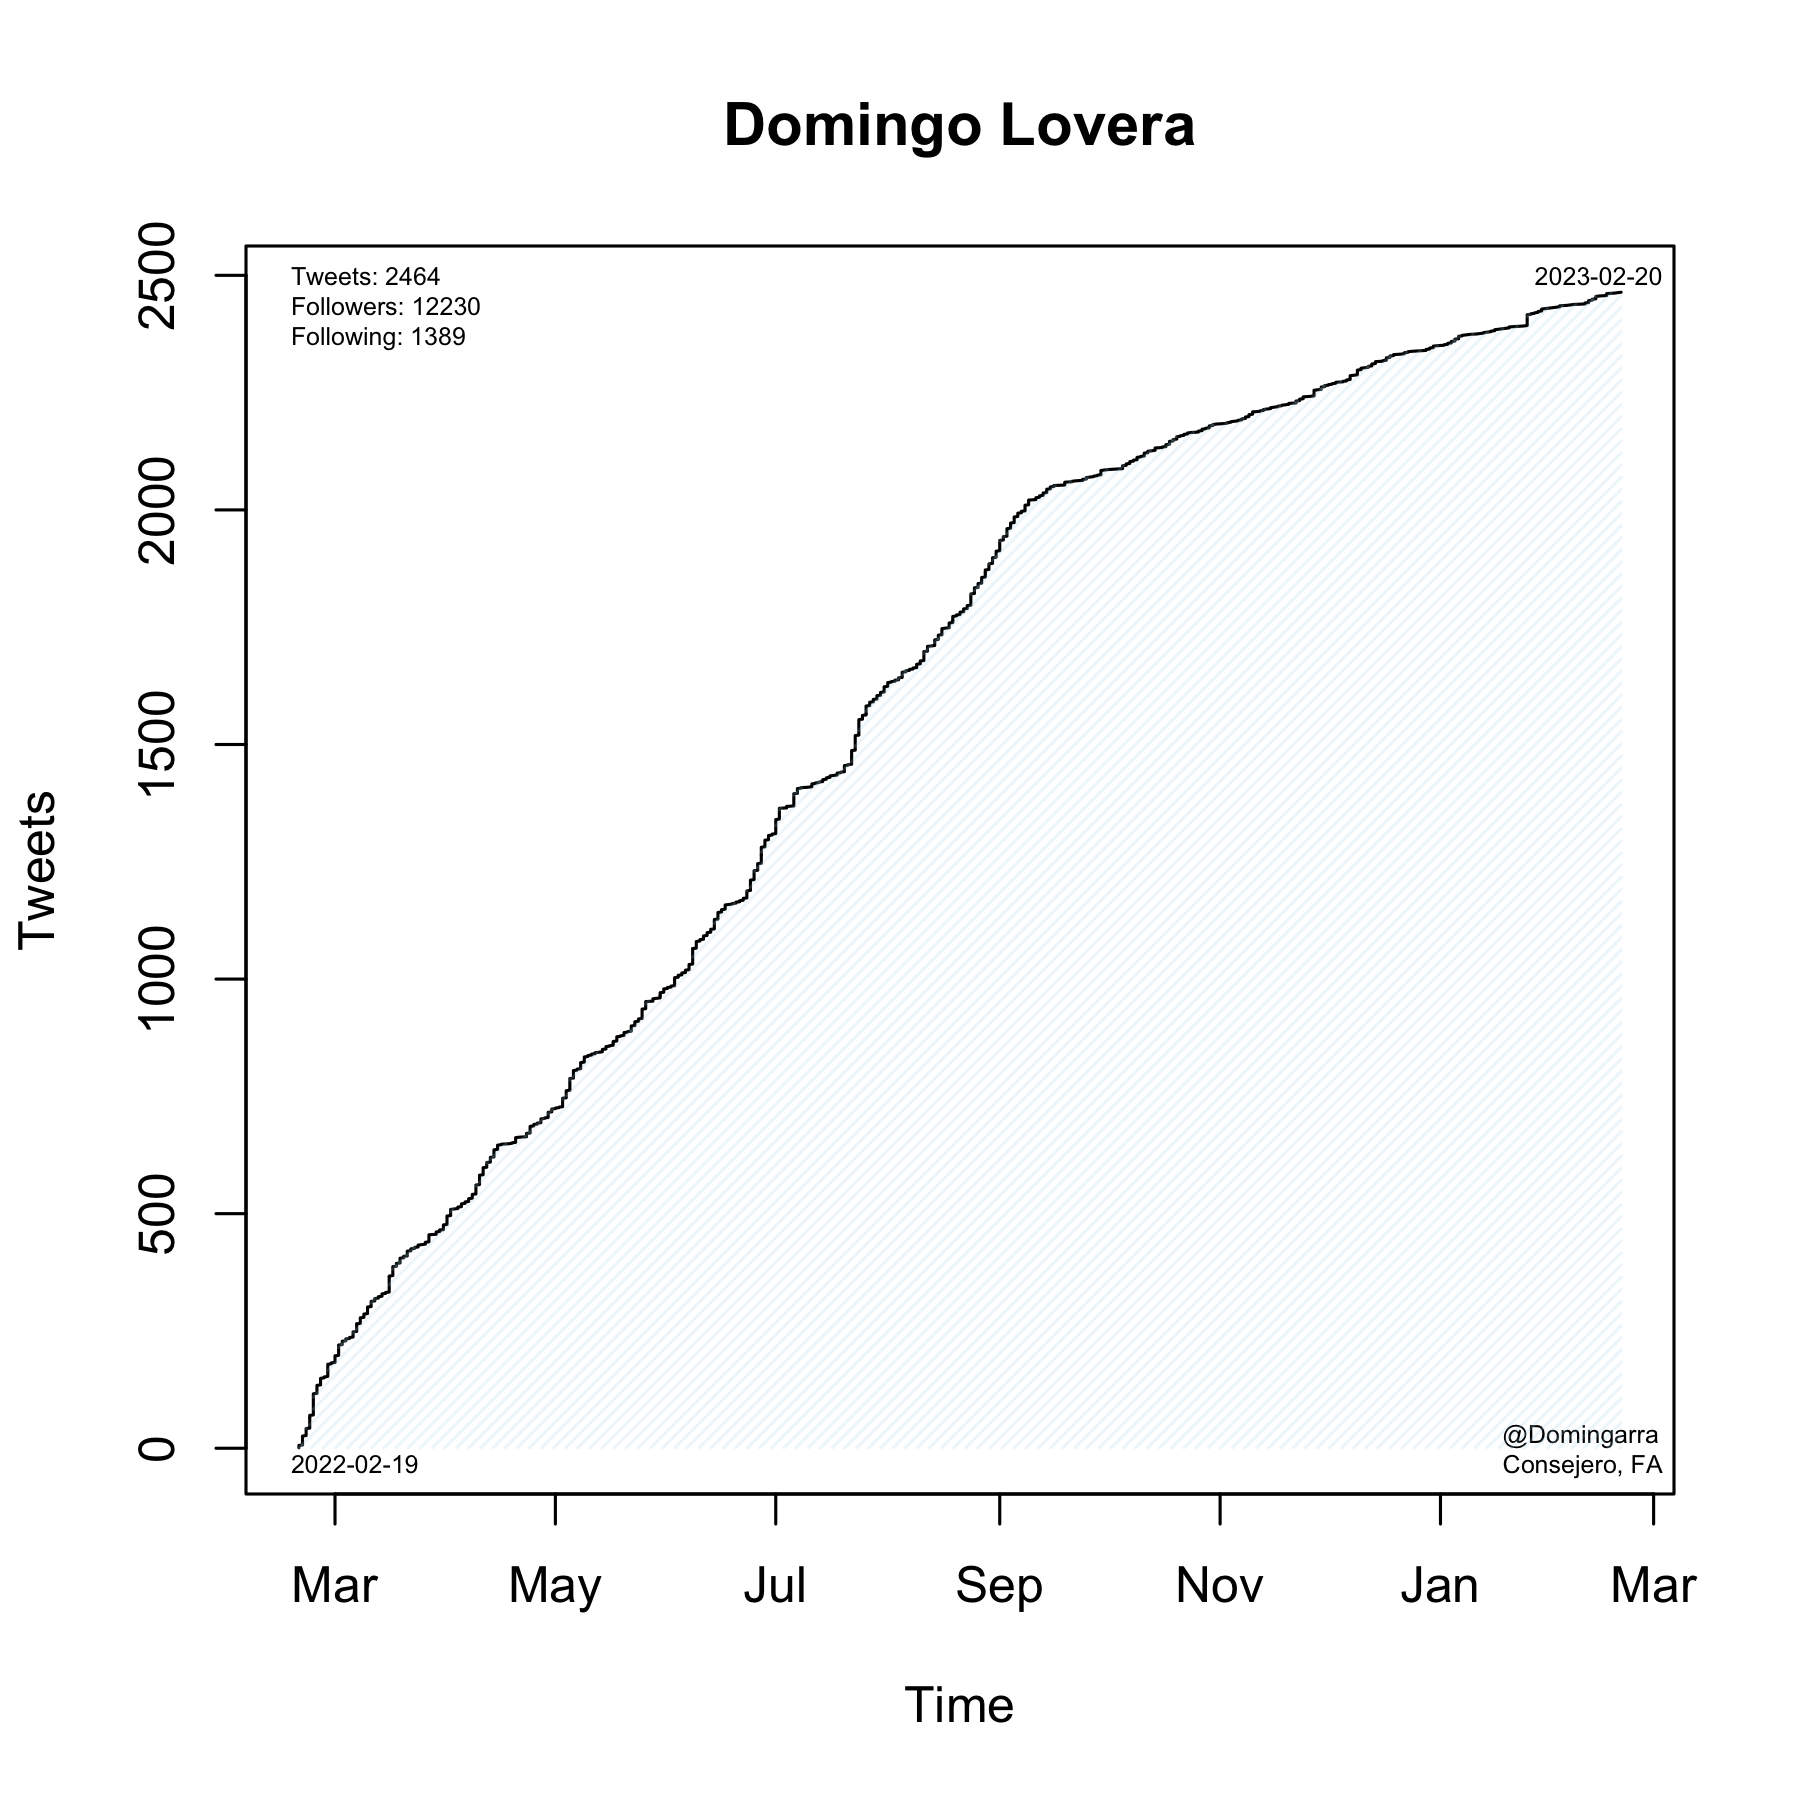 Domingo Lovera
Tweets: 2464
Followers: 12230
Following: 1389
2023-02-20
2500
2000
1500
1000
500
0
Tweets
2022-02-19
@Domingarra
Consejero, FA
Mar May Jul Sep Nov Jan Mar
Time